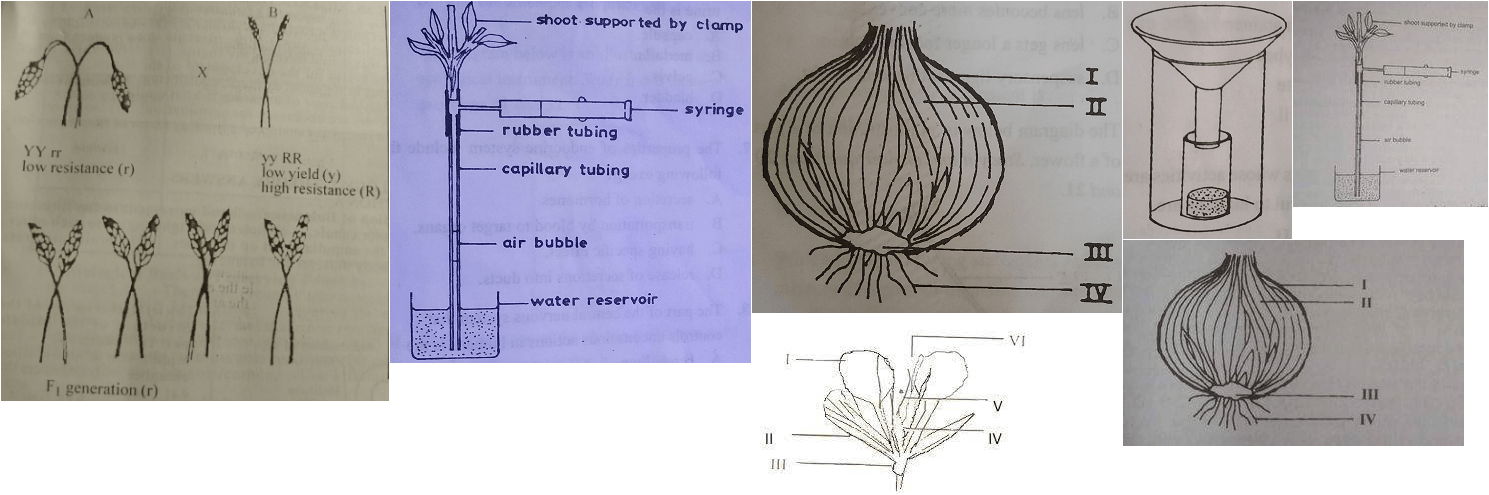 A
B
X
YY rr
low resistance (r)
yy RR
low yield (y)
high resistance (R)
F₁ generation (r)
shoot supported by clamp
syringe
rubber tubing
capillary tubing
air bubble
water reservoir
I
II
III
IV
I
II
III
IV
V
VI
shoot supported by clamp
syringe
rubber tubing
capillary tubing
air bubble
water reservoir
I
II
III
IV